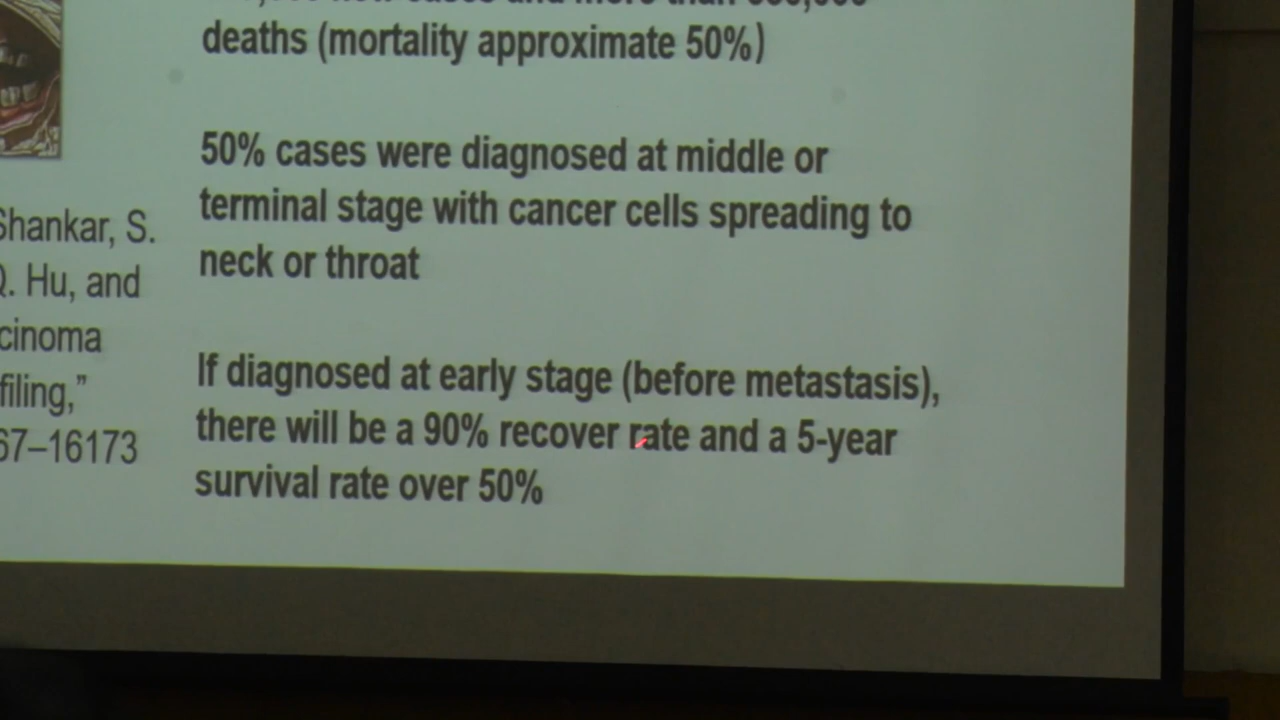 deaths (mortality approximate 50%)
50% cases were diagnosed at middle or
terminal stage with cancer cells spreading to
neck or throat
Shankar, S.
Q. Hu, and
cinoma
filing,”
67–16173
If diagnosed at early stage (before metastasis),
there will be a 90% recover rate and a 5-year
survival rate over 50%